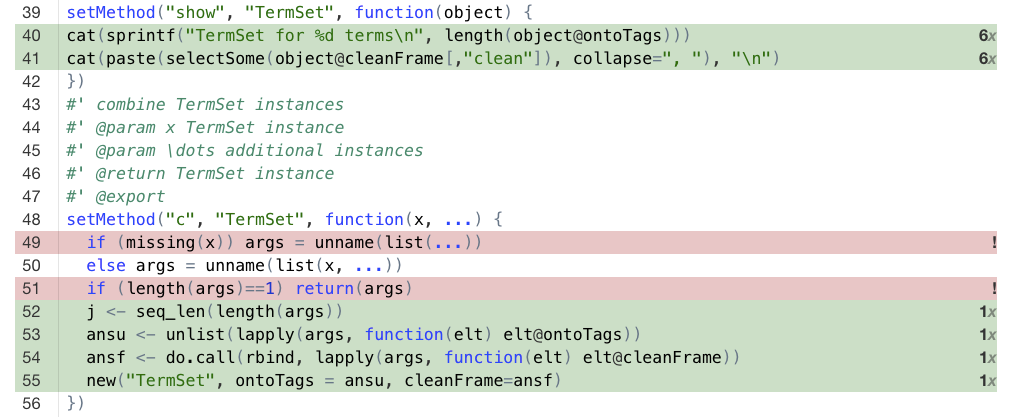 39 setMethod("show", "TermSet", function(object) {
40 cat(sprintf("TermSet for %d terms\n", length(object@ontoTags))) 6x
41 cat(paste(selectSome(object@cleanFrame[,"clean"]), collapse=", "), "\n") 6x
42 })
43 #' combine TermSet instances
44 #' @param x TermSet instance
45 #' @param \dots additional instances
46 #' @return TermSet instance
47 #' @export
48 setMethod("c", "TermSet", function(x, ...) {
49   if (missing(x)) args = unname(list(...)) !
50   else args = unname(list(x, ...))
51   if (length(args)==1) return(args) !
52   j <- seq_len(length(args)) 1x
53   ansu <- unlist(lapply(args, function(elt) elt@ontoTags)) 1x
54   ansf <- do.call(rbind, lapply(args, function(elt) elt@cleanFrame)) 1x
55   new("TermSet", ontoTags = ansu, cleanFrame=ansf) 1x
56 })